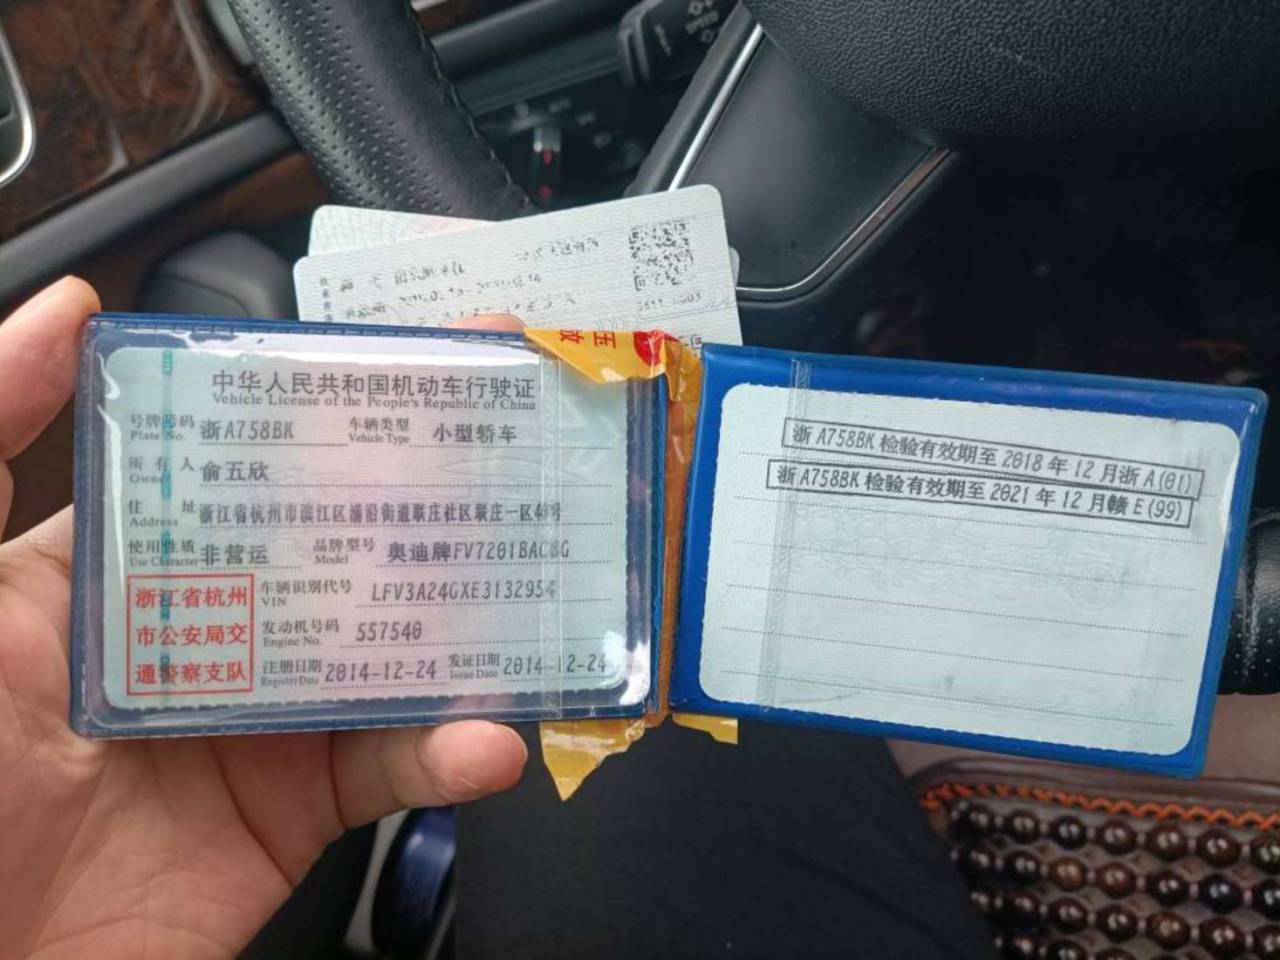 中华人民共和国机动车行驶证
Vehicle License of the People's Republic of China
号牌号码 浙A758BK 车辆类型 小型轿车
Plate No. Vehicle Type
所有人 俞五欣
Owner
住址 浙江省杭州市滨江区浦沿街道联庄社区联庄一区
Address
使用性质 非营运 品牌型号 奥迪牌
Use Character Model
浙江省杭州
市公安局交
通警察支队
车辆识别代号 LFV3A24GXE3132954
VIN
发动机号码 557540
Engine No.
注册日期 2014-12-24 发证日期 2014-12-24
Register Date Issue Date
浙A758BK检验有效期至2018年12月浙A(01)
浙A758BK检验有效期至2021年12月赣E(99)